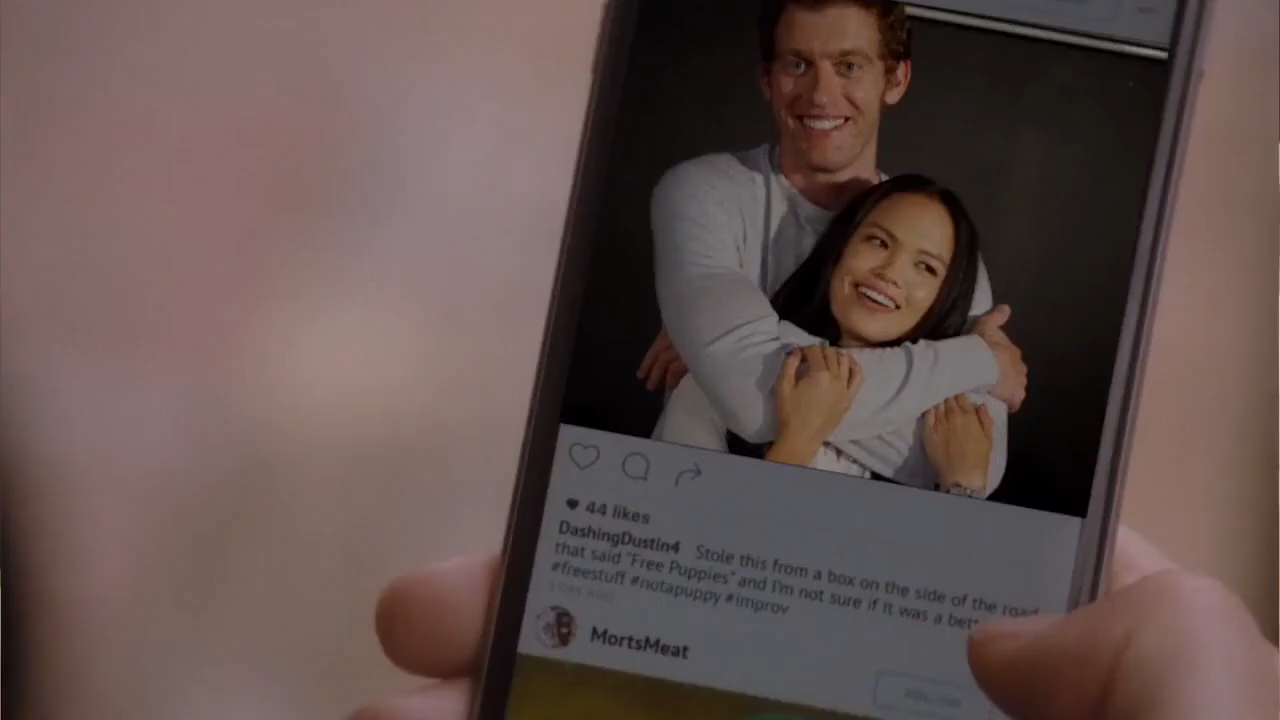 44 likes
DashingDustin4 Stole this from a box on the side of the road
that said "Free Puppies" and I'm not sure if it was a
#freestuff #notapuppy #improv
MortsMeat